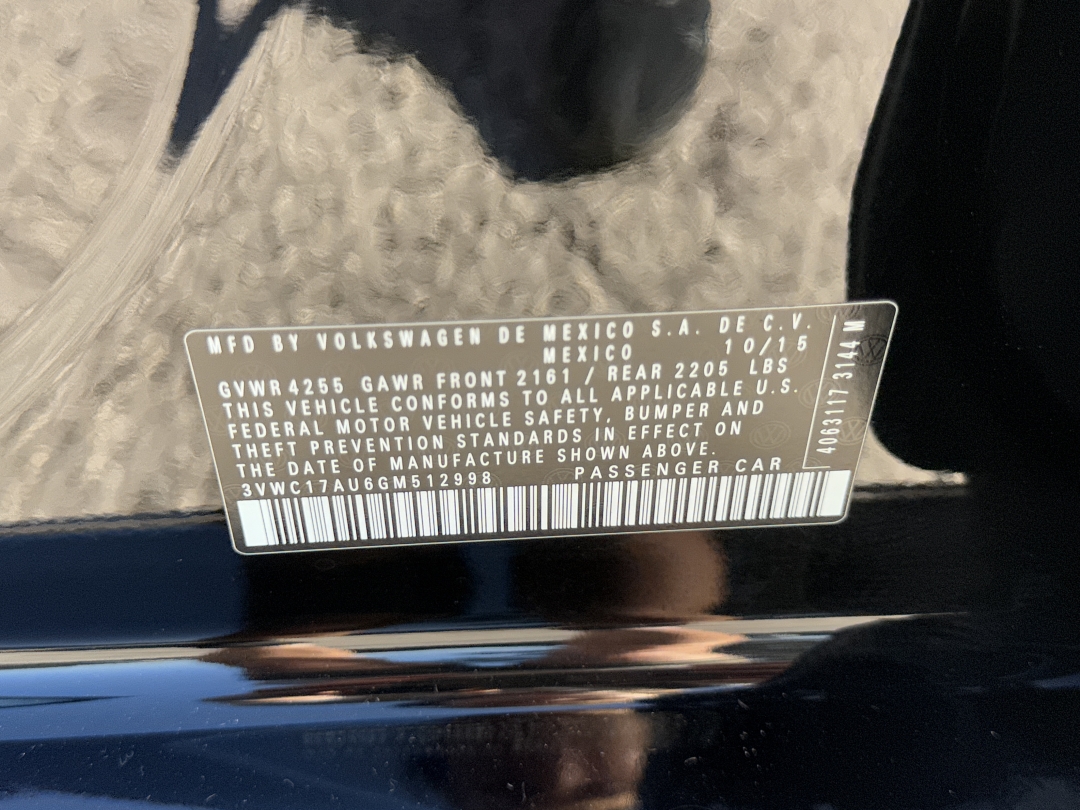 MFD BY VOLKSWAGEN DE MEXICO S.A. DE C.V.
MEXICO 10/15
GVWR 4255 GAWR FRONT 2161 / REAR 2205 LBS
THIS VEHICLE CONFORMS TO ALL APPLICABLE U.S.
FEDERAL MOTOR VEHICLE SAFETY, BUMPER AND
THEFT PREVENTION STANDARDS IN EFFECT ON
THE DATE OF MANUFACTURE SHOWN ABOVE.
3VWC17AU6GM512998 PASSENGER CAR
4063117 3144 M